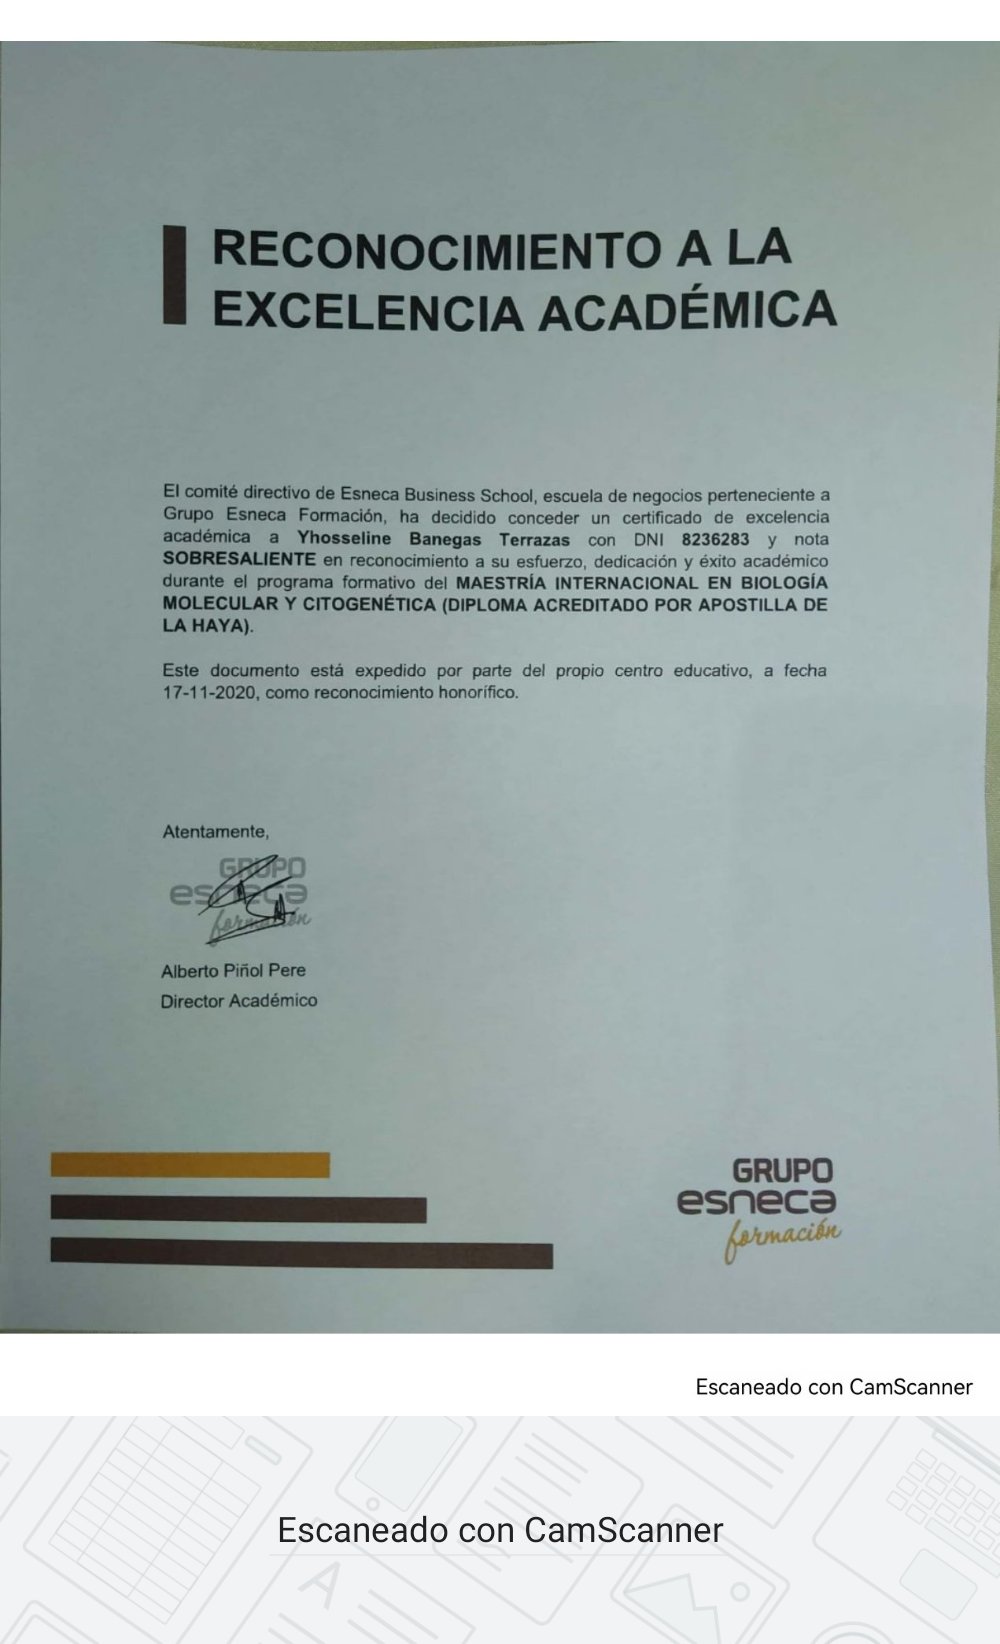 RECONOCIMIENTO A LA
EXCELENCIA ACADÉMICA
El comité directivo de Esneca Business School, escuela de negocios perteneciente a
Grupo Esneca Formación, ha decidido conceder un certificado de excelencia
académica a Yhosseline Banegas Terrazas con DNI 8236283 y nota
SOBRESALIENTE en reconocimiento a su esfuerzo, dedicación y éxito académico
durante el programa formativo del MAESTRÍA INTERNACIONAL EN BIOLOGÍA
MOLECULAR Y CITOGENÉTICA (DIPLOMA ACREDITADO POR APOSTILLA DE
LA HAYA).
Este documento está expedido por parte del propio centro educativo, a fecha
17-11-2020, como reconocimiento honorífico.
Atentamente,
GRUPO
esneca
formación
Alberto Piñol Pere
Director Académico
GRUPO
esneca
formación
Escaneado con CamScanner
Escaneado con CamScanner